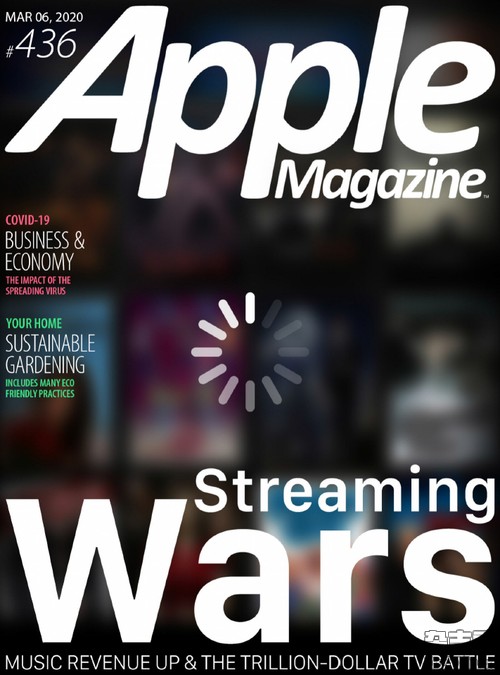 MAR 06, 2020
#436
Apple
Magazine™
COVID-19
BUSINESS &
ECONOMY
THE IMPACT OF THE
SPREADING VIRUS
YOUR HOME
SUSTAINABLE
GARDENING
INCLUDES MANY ECO
FRIENDLY PRACTICES
Streaming
Wars
MUSIC REVENUE UP & THE TRILLION-DOLLAR TV BATTLE